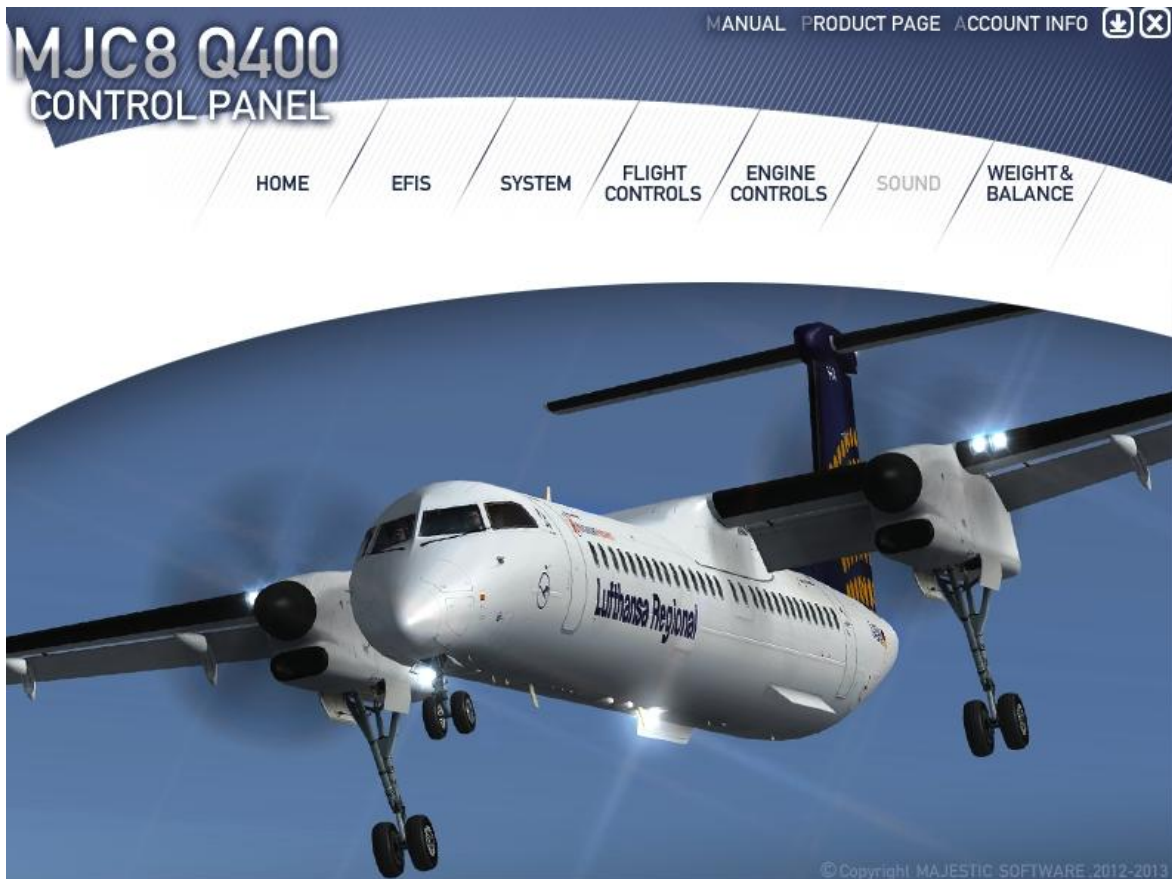 MJC8 Q400
CONTROL PANEL
MANUAL PRODUCT PAGE ACCOUNT INFO
HOME
EFIS
SYSTEM
FLIGHT
CONTROLS
ENGINE
CONTROLS
SOUND
WEIGHT &
BALANCE
Lufthansa Regional
© Copyright MAJESTIC SOFTWARE .2012-2013